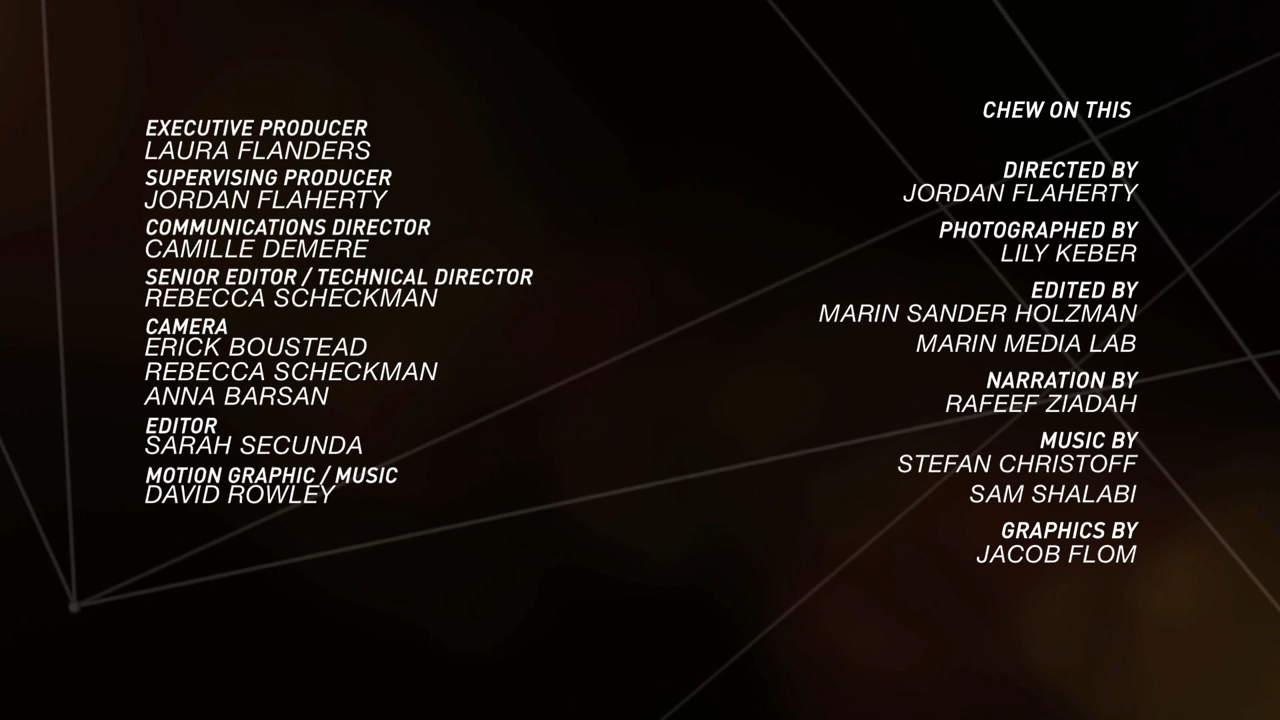 EXECUTIVE PRODUCER
LAURA FLANDERS
SUPERVISING PRODUCER
JORDAN FLAHERTY
COMMUNICATIONS DIRECTOR
CAMILLE DEMERE
SENIOR EDITOR / TECHNICAL DIRECTOR
REBECCA SCHECKMAN
CAMERA
ERICK BOUSTEAD
REBECCA SCHECKMAN
ANNA BARSAN
EDITOR
SARAH SECUNDA
MOTION GRAPHIC / MUSIC
DAVID ROWLEY
CHEW ON THIS
DIRECTED BY
JORDAN FLAHERTY
PHOTOGRAPHED BY
LILY KEBER
EDITED BY
MARIN SANDER HOLZMAN
MARIN MEDIA LAB
NARRATION BY
RAFEEF ZIADAH
MUSIC BY
STEFAN CHRISTOFF
SAM SHALABI
GRAPHICS BY
JACOB FLOM